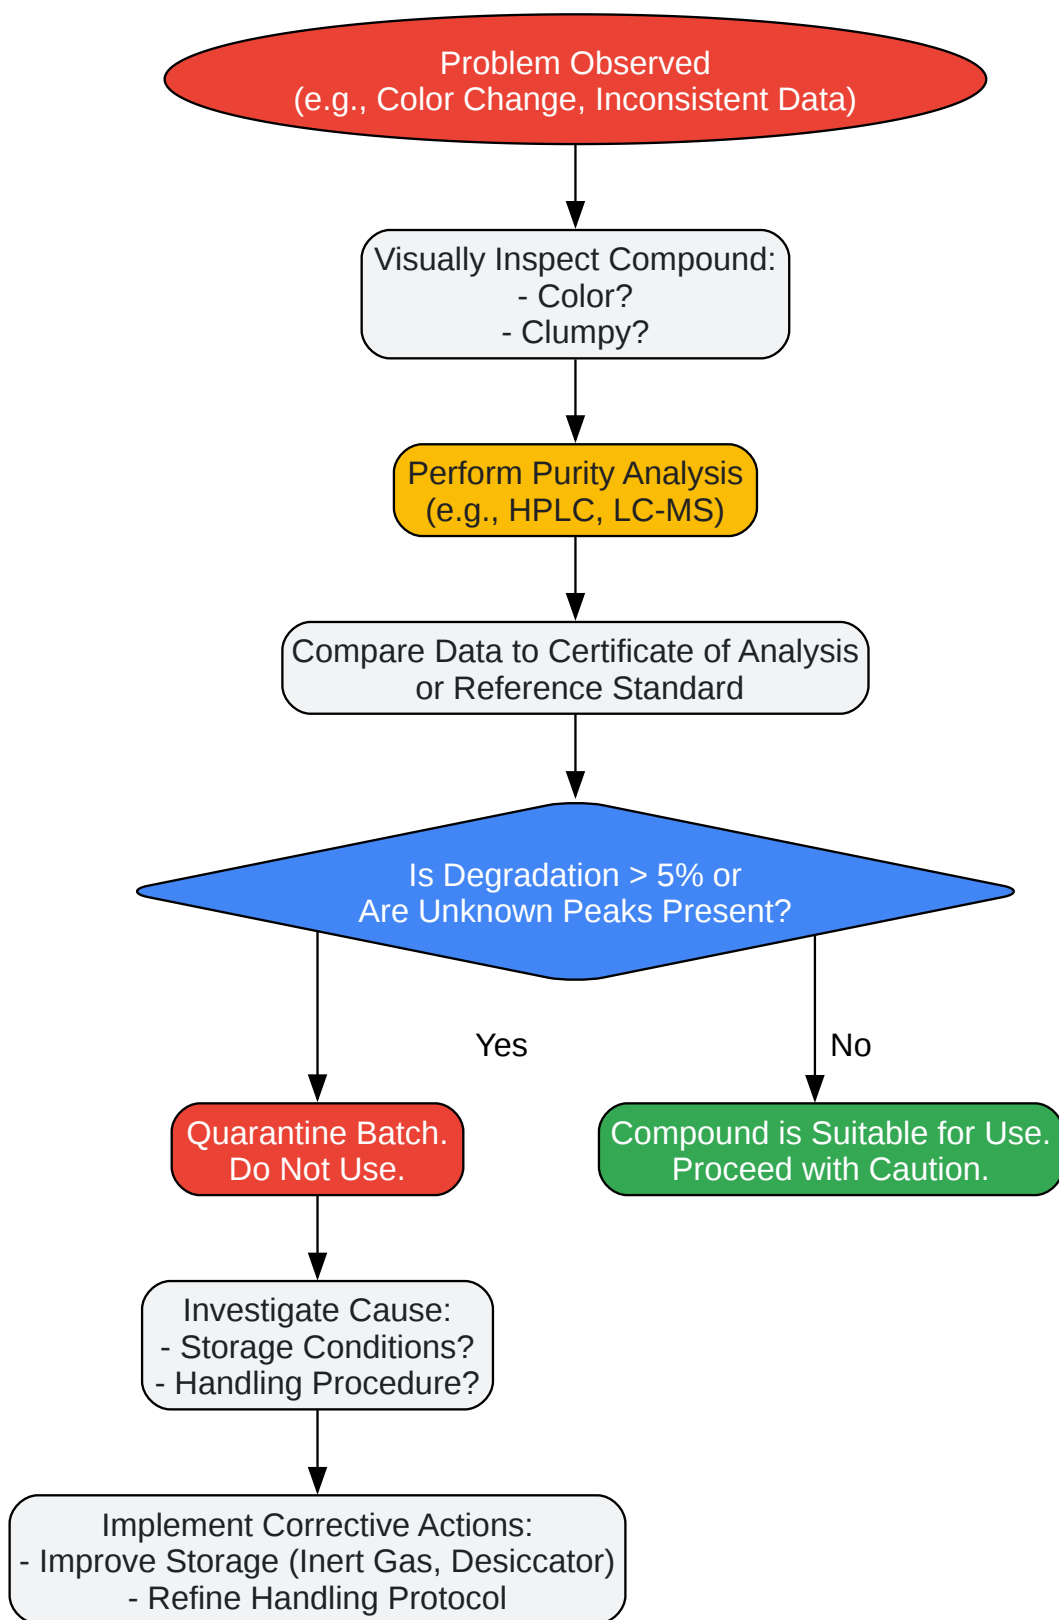 Problem Observed
(e.g., Color Change, Inconsistent Data)
Visually Inspect Compound:
- Color?
- Clumpy?
Perform Purity Analysis
(e.g., HPLC, LC-MS)
Compare Data to Certificate of Analysis
or Reference Standard
Is Degradation > 5% or
Are Unknown Peaks Present?
Yes
No
Quarantine Batch.
Do Not Use.
Compound is Suitable for Use.
Proceed with Caution.
Investigate Cause:
- Storage Conditions?
- Handling Procedure?
Implement Corrective Actions:
- Improve Storage (Inert Gas, Desiccator)
- Refine Handling Protocol